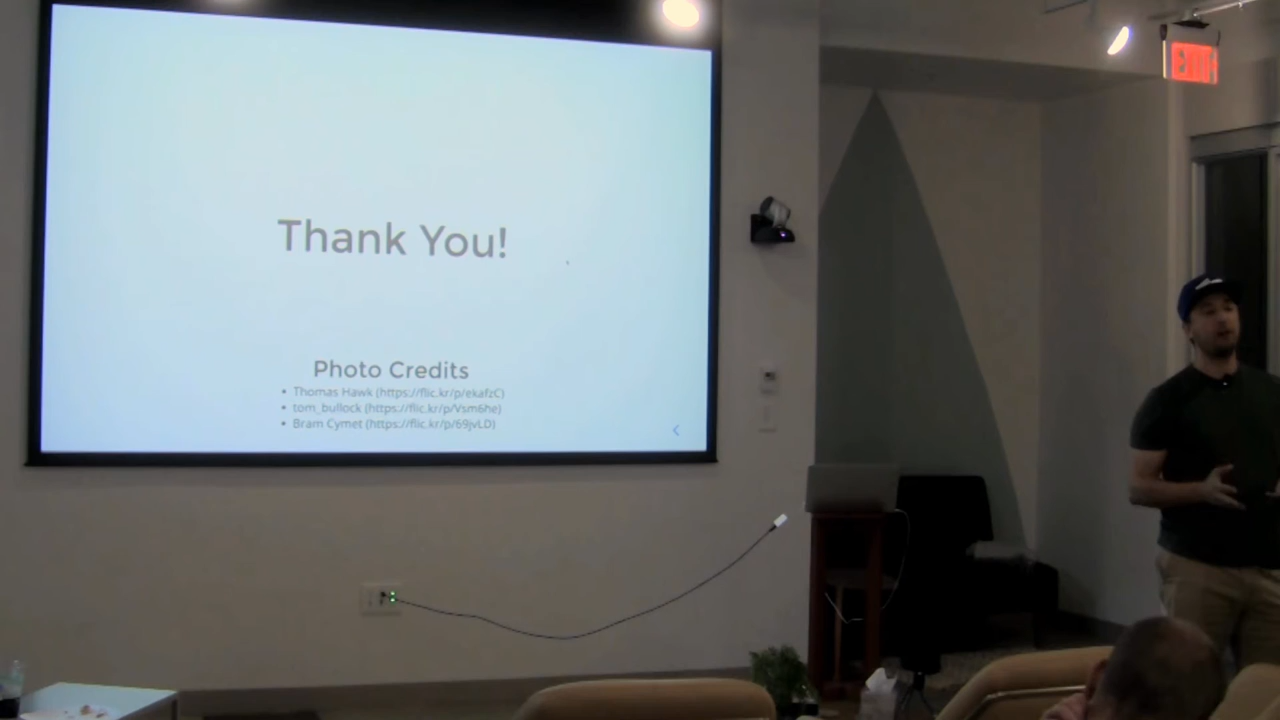 EXIT
Thank You!
Photo Credits
• Thomas Hawk (https://flic.kr/p/ekafzC)
• tom_bullock (https://flic.kr/p/Vsm6he)
• Bram Cymet (https://flic.kr/p/69jvLD)